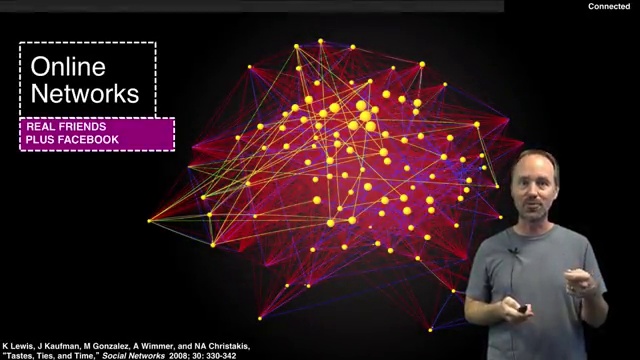 Connected
Online
Networks
REAL FRIENDS
PLUS FACEBOOK
K Lewis, J Kaufman, M Gonzalez, A Wimmer, and NA Christakis,
"Tastes, Ties, and Time," Social Networks 2008; 30: 330-342